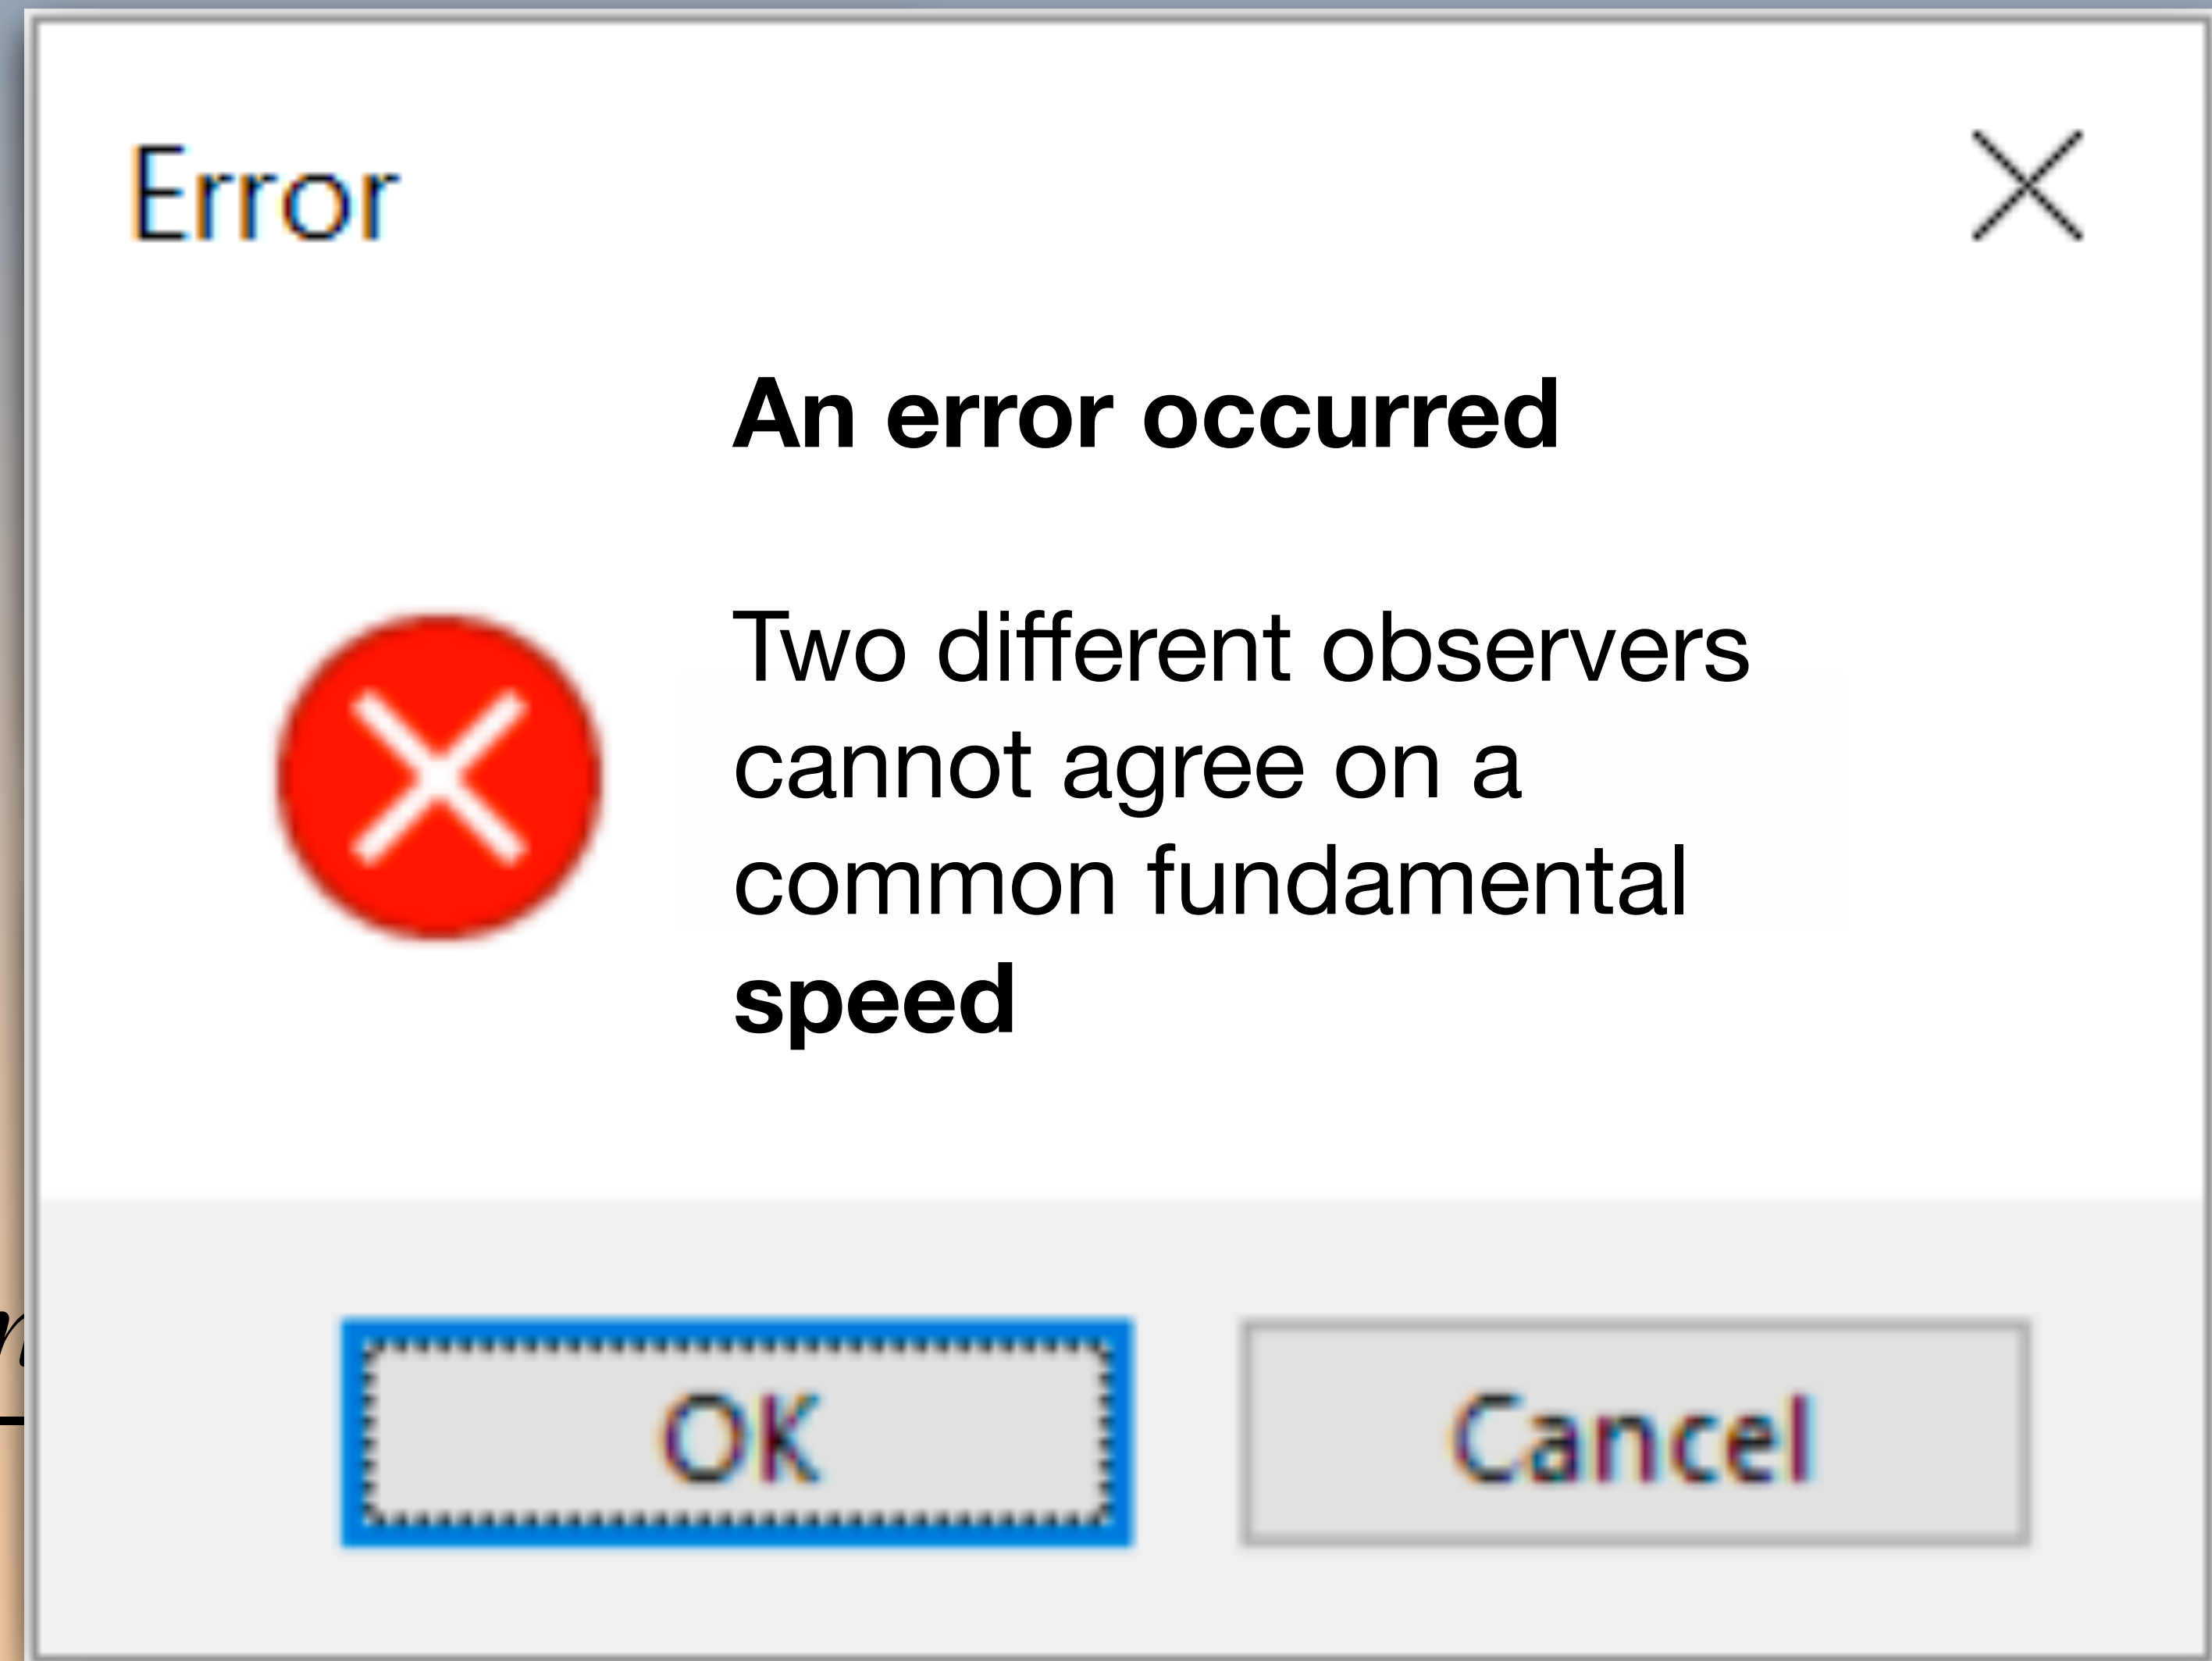 Error
An error occurred
Two different observers
cannot agree on a
common fundamental
speed
OK
Cancel